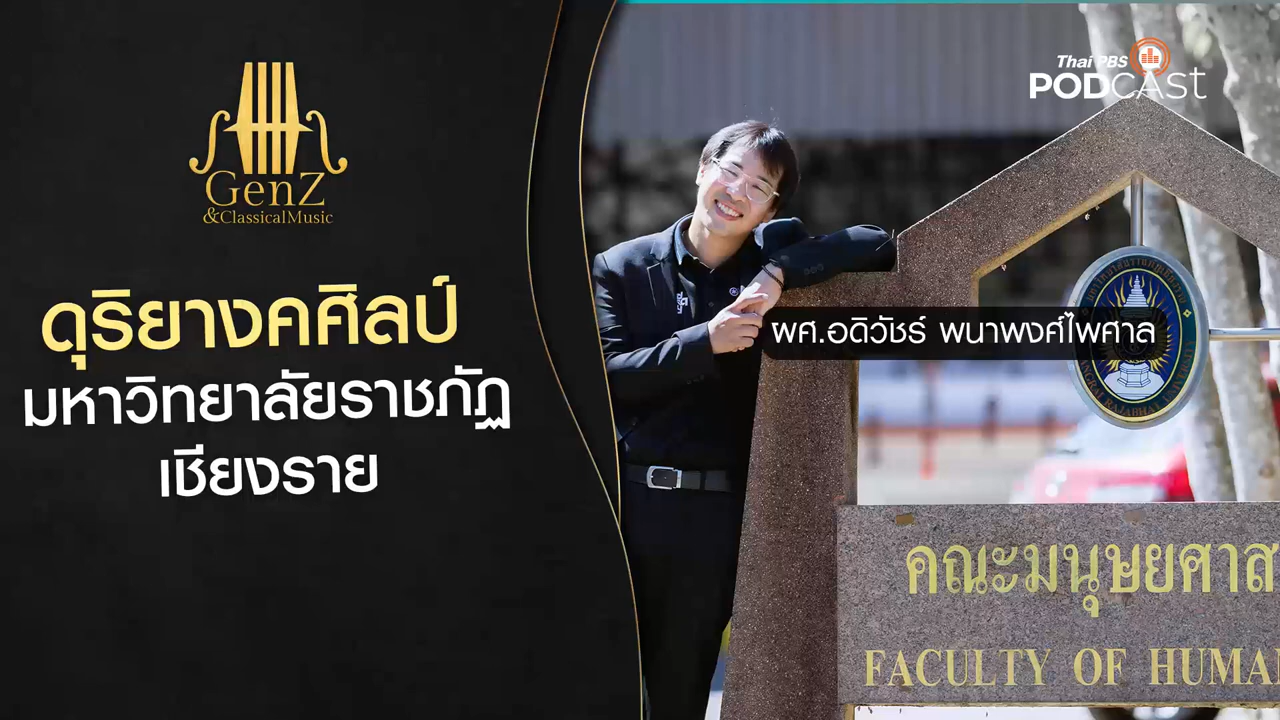 GenZ
&ClassicalMusic
ดุริยางคศิลป์
มหาวิทยาลัยราชภัฏ
เชียงราย
Thai PBS
PODCAST
ผศ.อดิวัชร์ พนาพงศ์ไพศาล
คณะมนุษยศาส
FACULTY OF HUMA